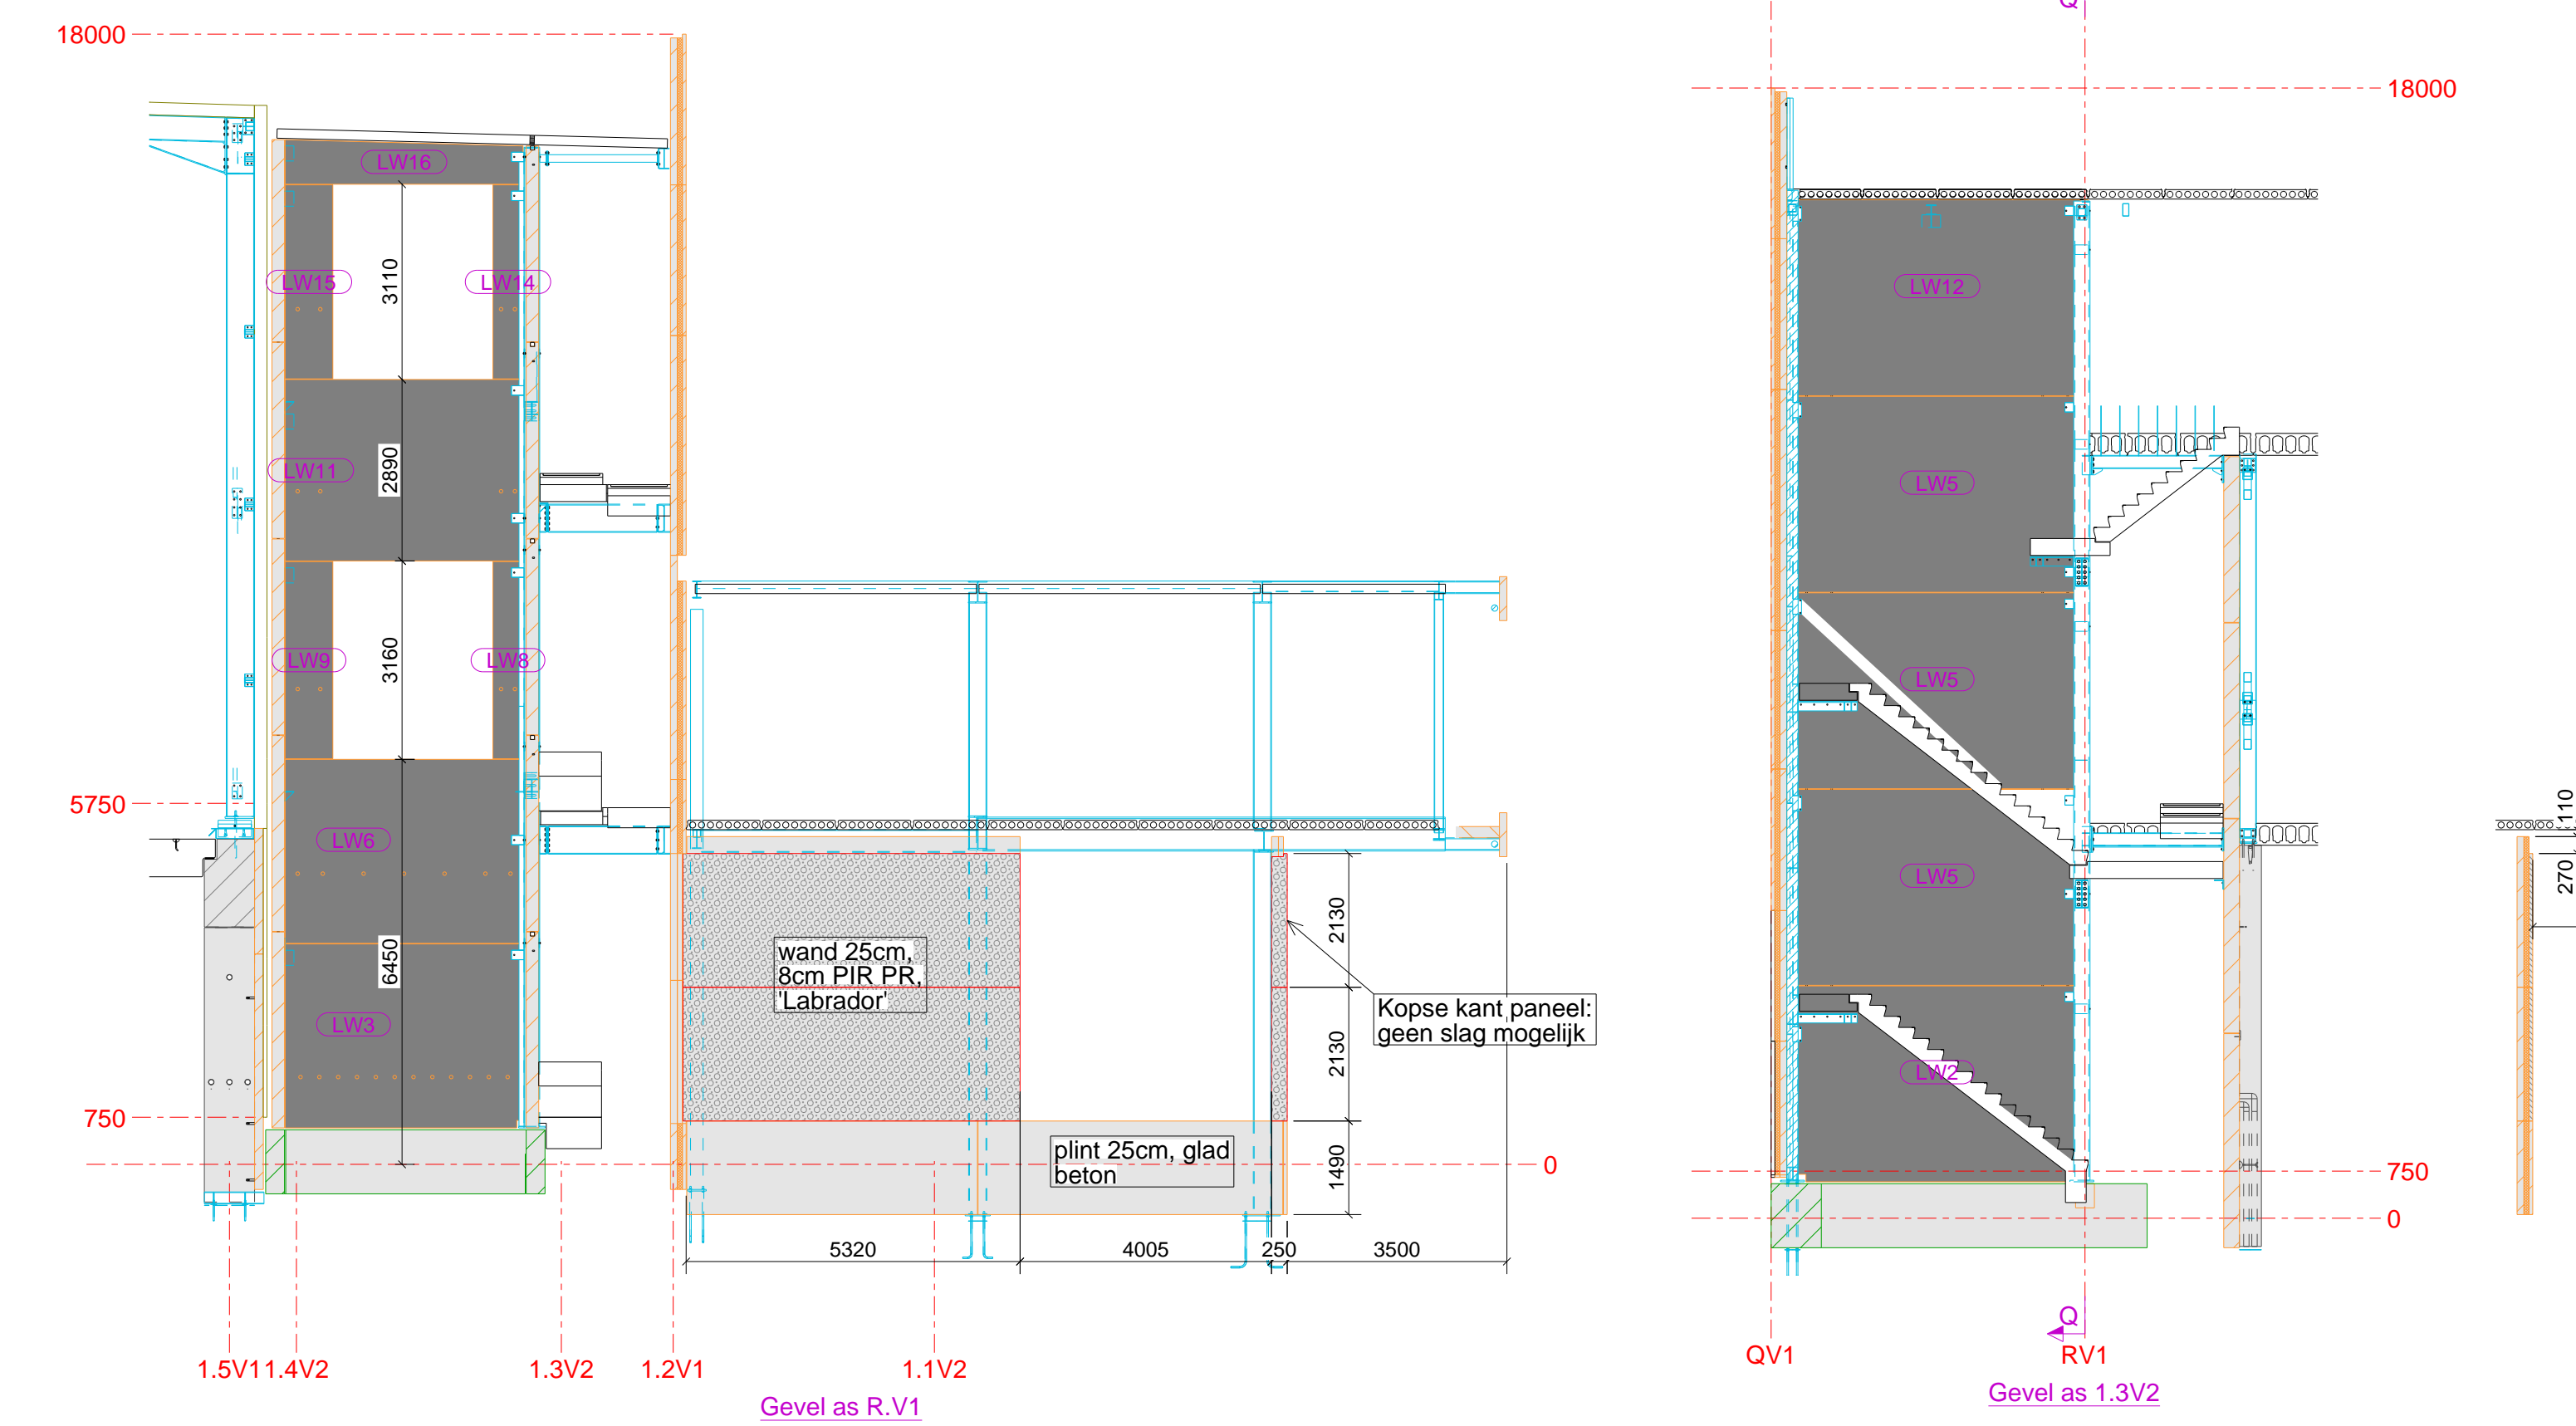 18000
LW16
LW15
3110
LW14
LW11
2890
LW9
3160
LW8
5750
LW6
6450
LW3
750
wand 25cm,
8cm PIR PR,
'Labrador'
2130
2130
1490
Kopse kant paneel:
geen slag mogelijk
plint 25cm, glad
beton
0
5320
4005
250
3500
1.5V1
1.4V2
1.3V2
1.2V1
1.1V2
Gevel as R.V1
Q
18000
LW12
LW5
LW5
LW5
LW2
750
0
Q
QV1
RV1
Gevel as 1.3V2
110
270